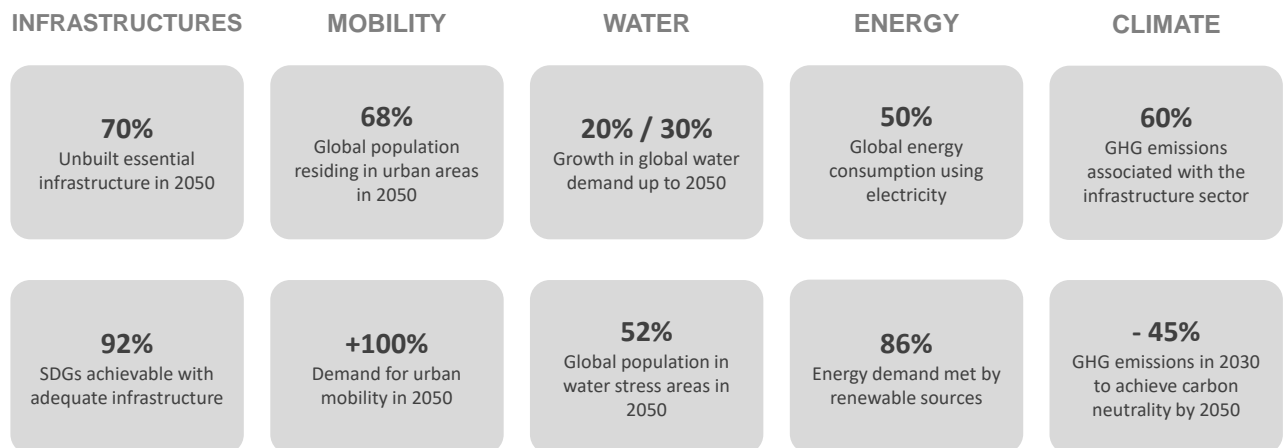 INFRASTRUCTURES
MOBILITY
WATER
ENERGY
CLIMATE
70%
Unbuilt essential
infrastructure in 2050
68%
Global population
residing in urban areas
in 2050
20% / 30%
Growth in global water
demand up to 2050
50%
Global energy
consumption using
electricity
60%
GHG emissions
associated with the
infrastructure sector
92%
SDGs achievable with
adequate infrastructure
+100%
Demand for urban
mobility in 2050
52%
Global population in
water stress areas in
2050
86%
Energy demand met by
renewable sources
- 45%
GHG emissions in 2030
to achieve carbon
neutrality by 2050